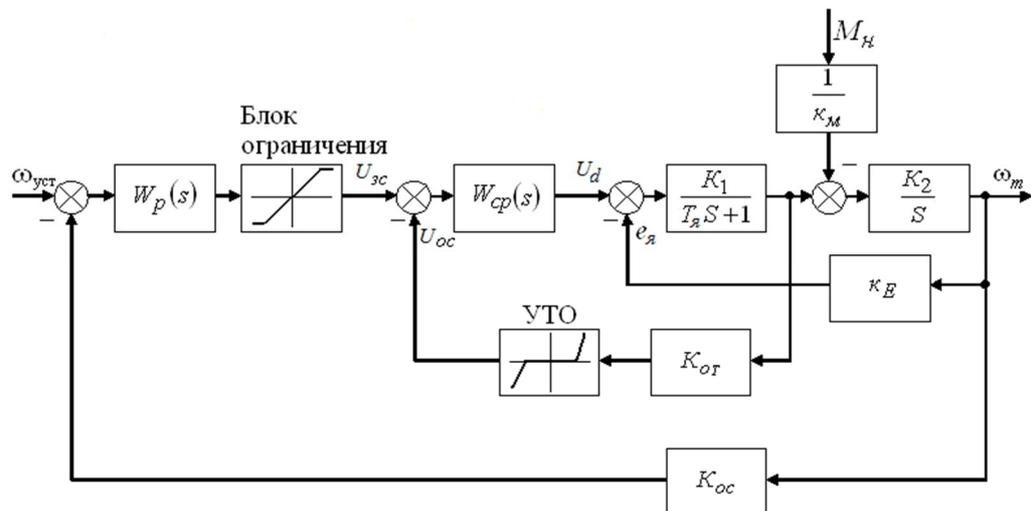 M_н
1
к_м
Блок
ограничения
ω_уст
−
W_p(s)
U_зс
−
U_ос
W_ср(s)
U_d
−
e_я
K_1
T_я S+1
−
K_2
S
ω_m
к_E
УТО
K_от
K_ос